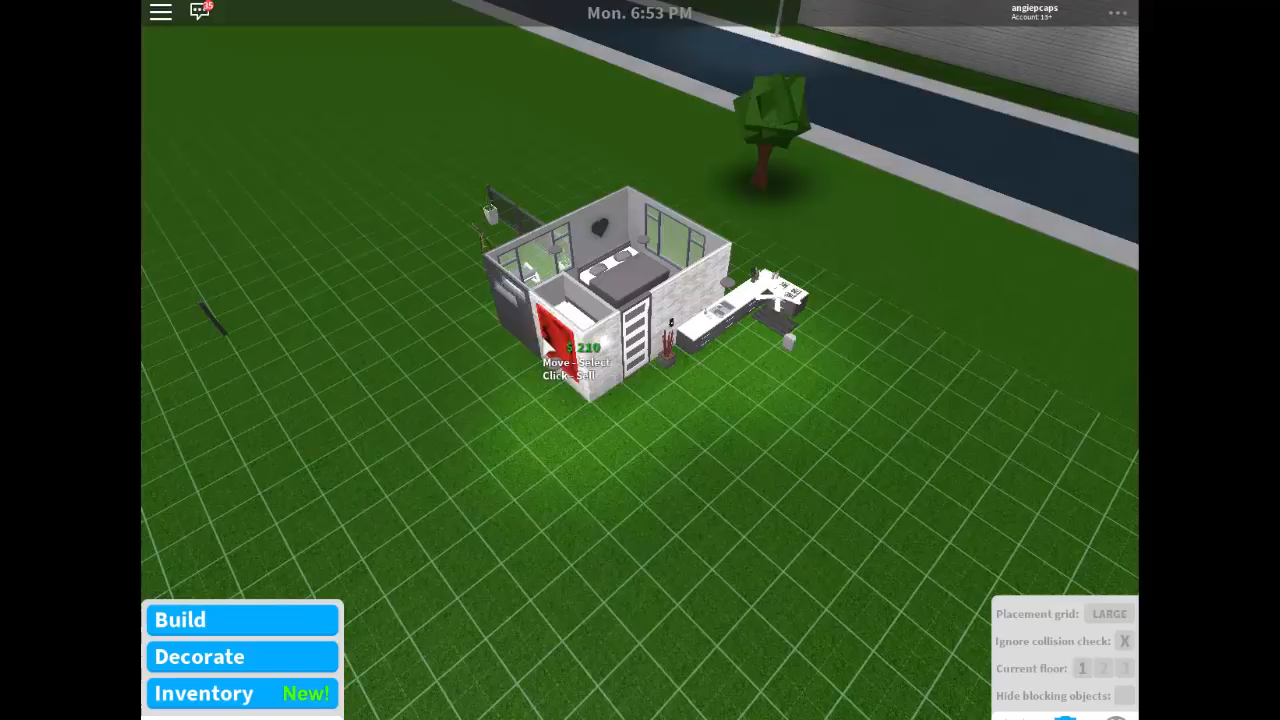 35
Mon. 6:53 PM
angiepcaps
Account: 13+
$ 210
Move - Select
Click - Sell
Build
Decorate
Inventory New!
Placement grid: LARGE
Ignore collision check: X
Current floor: 1 2 3
Hide blocking objects: